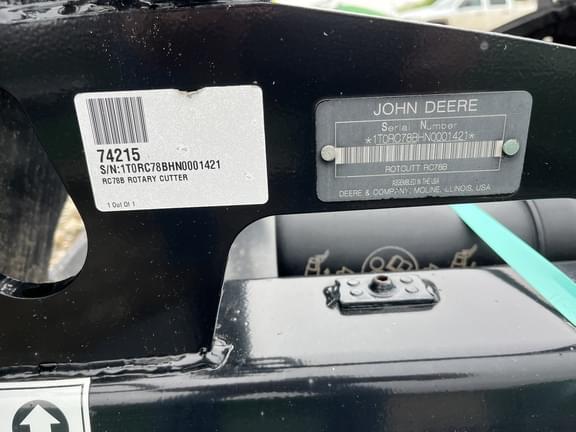 74215
S/N:1T0RC78BHN0001421
RC78B ROTARY CUTTER
1 Out Of 1
JOHN DEERE
Serial Number
*1T0RC78BHN0001421*
ROTCUTT RC78B
ASSEMBLED IN THE USA
DEERE & COMPANY, MOLINE, ILLINOIS, USA